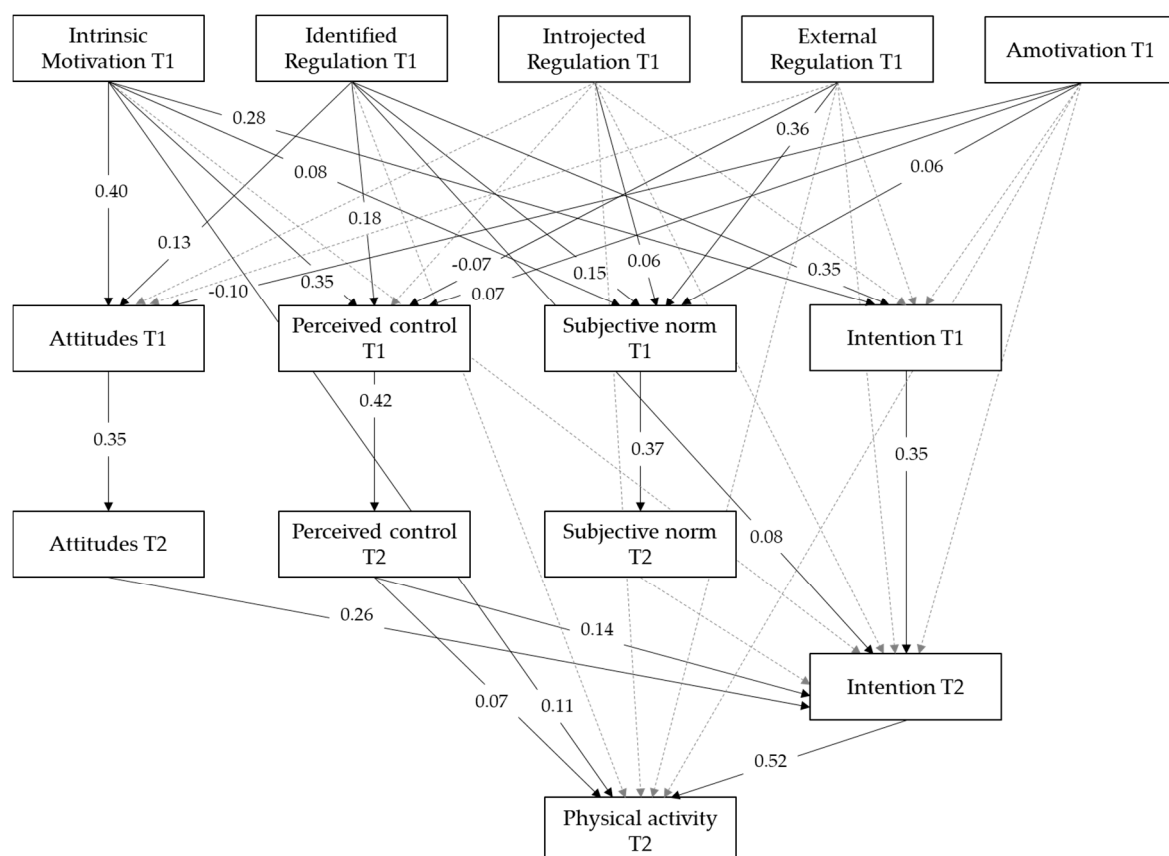 Intrinsic
Motivation T1
Identified
Regulation T1
Introjected
Regulation T1
External
Regulation T1
Amotivation T1
0.28
0.36
0.08
0.06
0.40
0.18
0.13
-0.07
0.06
0.35
0.15
0.35
-0.10
0.07
Attitudes T1
Perceived control
T1
Subjective norm
T1
Intention T1
0.42
0.35
0.37
0.35
Attitudes T2
Perceived control
T2
Subjective norm
T2
0.08
0.26
0.14
Intention T2
0.07
0.11
0.52
Physical activity
T2